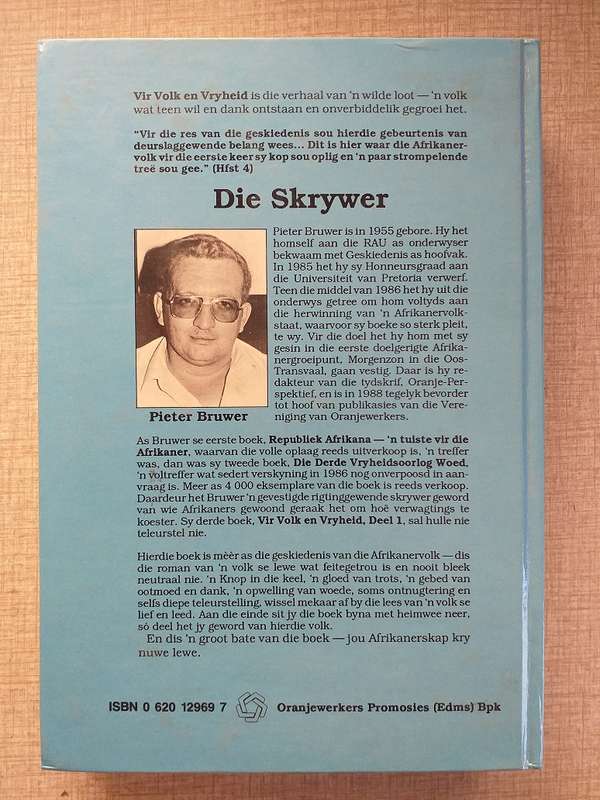 Vir Volk en Vryheid is die verhaal van 'n wilde loot — 'n volk
wat teen wil en dank ontstaan en onverbiddelik gegroei het.
"Vir die res van die geskiedenis sou hierdie gebeurtenis van
deurslaggewende belang wees... Dit is hier waar die Afrikaner-
volk vir die eerste keer sy kop sou oplig en 'n paar strompelende
treë sou gee." (Hfst 4)
Die Skrywer
Pieter Bruwer is in 1955 gebore. Hy het
homself aan die RAU as onderwyser
bekwaam met Geskiedenis as hoofvak.
In 1985 het hy sy Honneursgraad aan
die Universiteit van Pretoria verwerf.
Teen die middel van 1986 het hy uit die
onderwys getree om hom voltyds aan
die herwinning van 'n Afrikanervolk-
staat, waarvoor sy boeke so sterk pleit,
te wy. Vir die doel het hy hom met sy
gesin in die eerste doelgerigte Afrika-
nergroeipunt, Morgenzon in die Oos-
Transvaal, gaan vestig. Daar is hy re-
dakteur van die tydskrif, Oranje-Per-
spektief, en is in 1988 tegelyk bevorder
tot hoof van publikasies van die Vere-
niging van Oranjewerkers.
Pieter Bruwer
As Bruwer se eerste boek, Republiek Afrikana — 'n tuiste vir die
Afrikaner, waarvan die volle oplaag reeds uitverkoop is, 'n treffer
was, dan was sy tweede boek, Die Derde Vryheidsoorlog Woed,
'n voltreffer wat sedert verskyning in 1986 nog onverpoosd in aan-
vraag is. Meer as 4 000 eksemplare van die boek is reeds verkoop.
Daardeur het Bruwer 'n gevestigde rigtinggewende skrywer geword
van wie Afrikaners gewoond geraak het om hoë verwagtings te
koester. Sy derde boek, Vir Volk en Vryheid, Deel 1, sal hulle nie
teleurstel nie.
Hierdie boek is mèèr as die geskiedenis van die Afrikanervolk — dis
die roman van 'n volk se lewe wat feitegetrou is en nooit bleek
neutraal nie. 'n Knop in die keel, 'n gloed van trots, 'n gebed van
ootmoed en dank, 'n opwelling van woede, soms ontnugtering en
selfs diepe teleurstelling, wissel mekaar af by die lees van 'n volk se
lief en leed. Aan die einde sit jy die boek byna met heimwee neer,
só deel het jy geword van hierdie volk.
En dis 'n groot bate van die boek — jou Afrikanerskap kry
nuwe lewe.
ISBN 0 620 12969 7 Oranjewerkers Promosies (Edms) Bpk